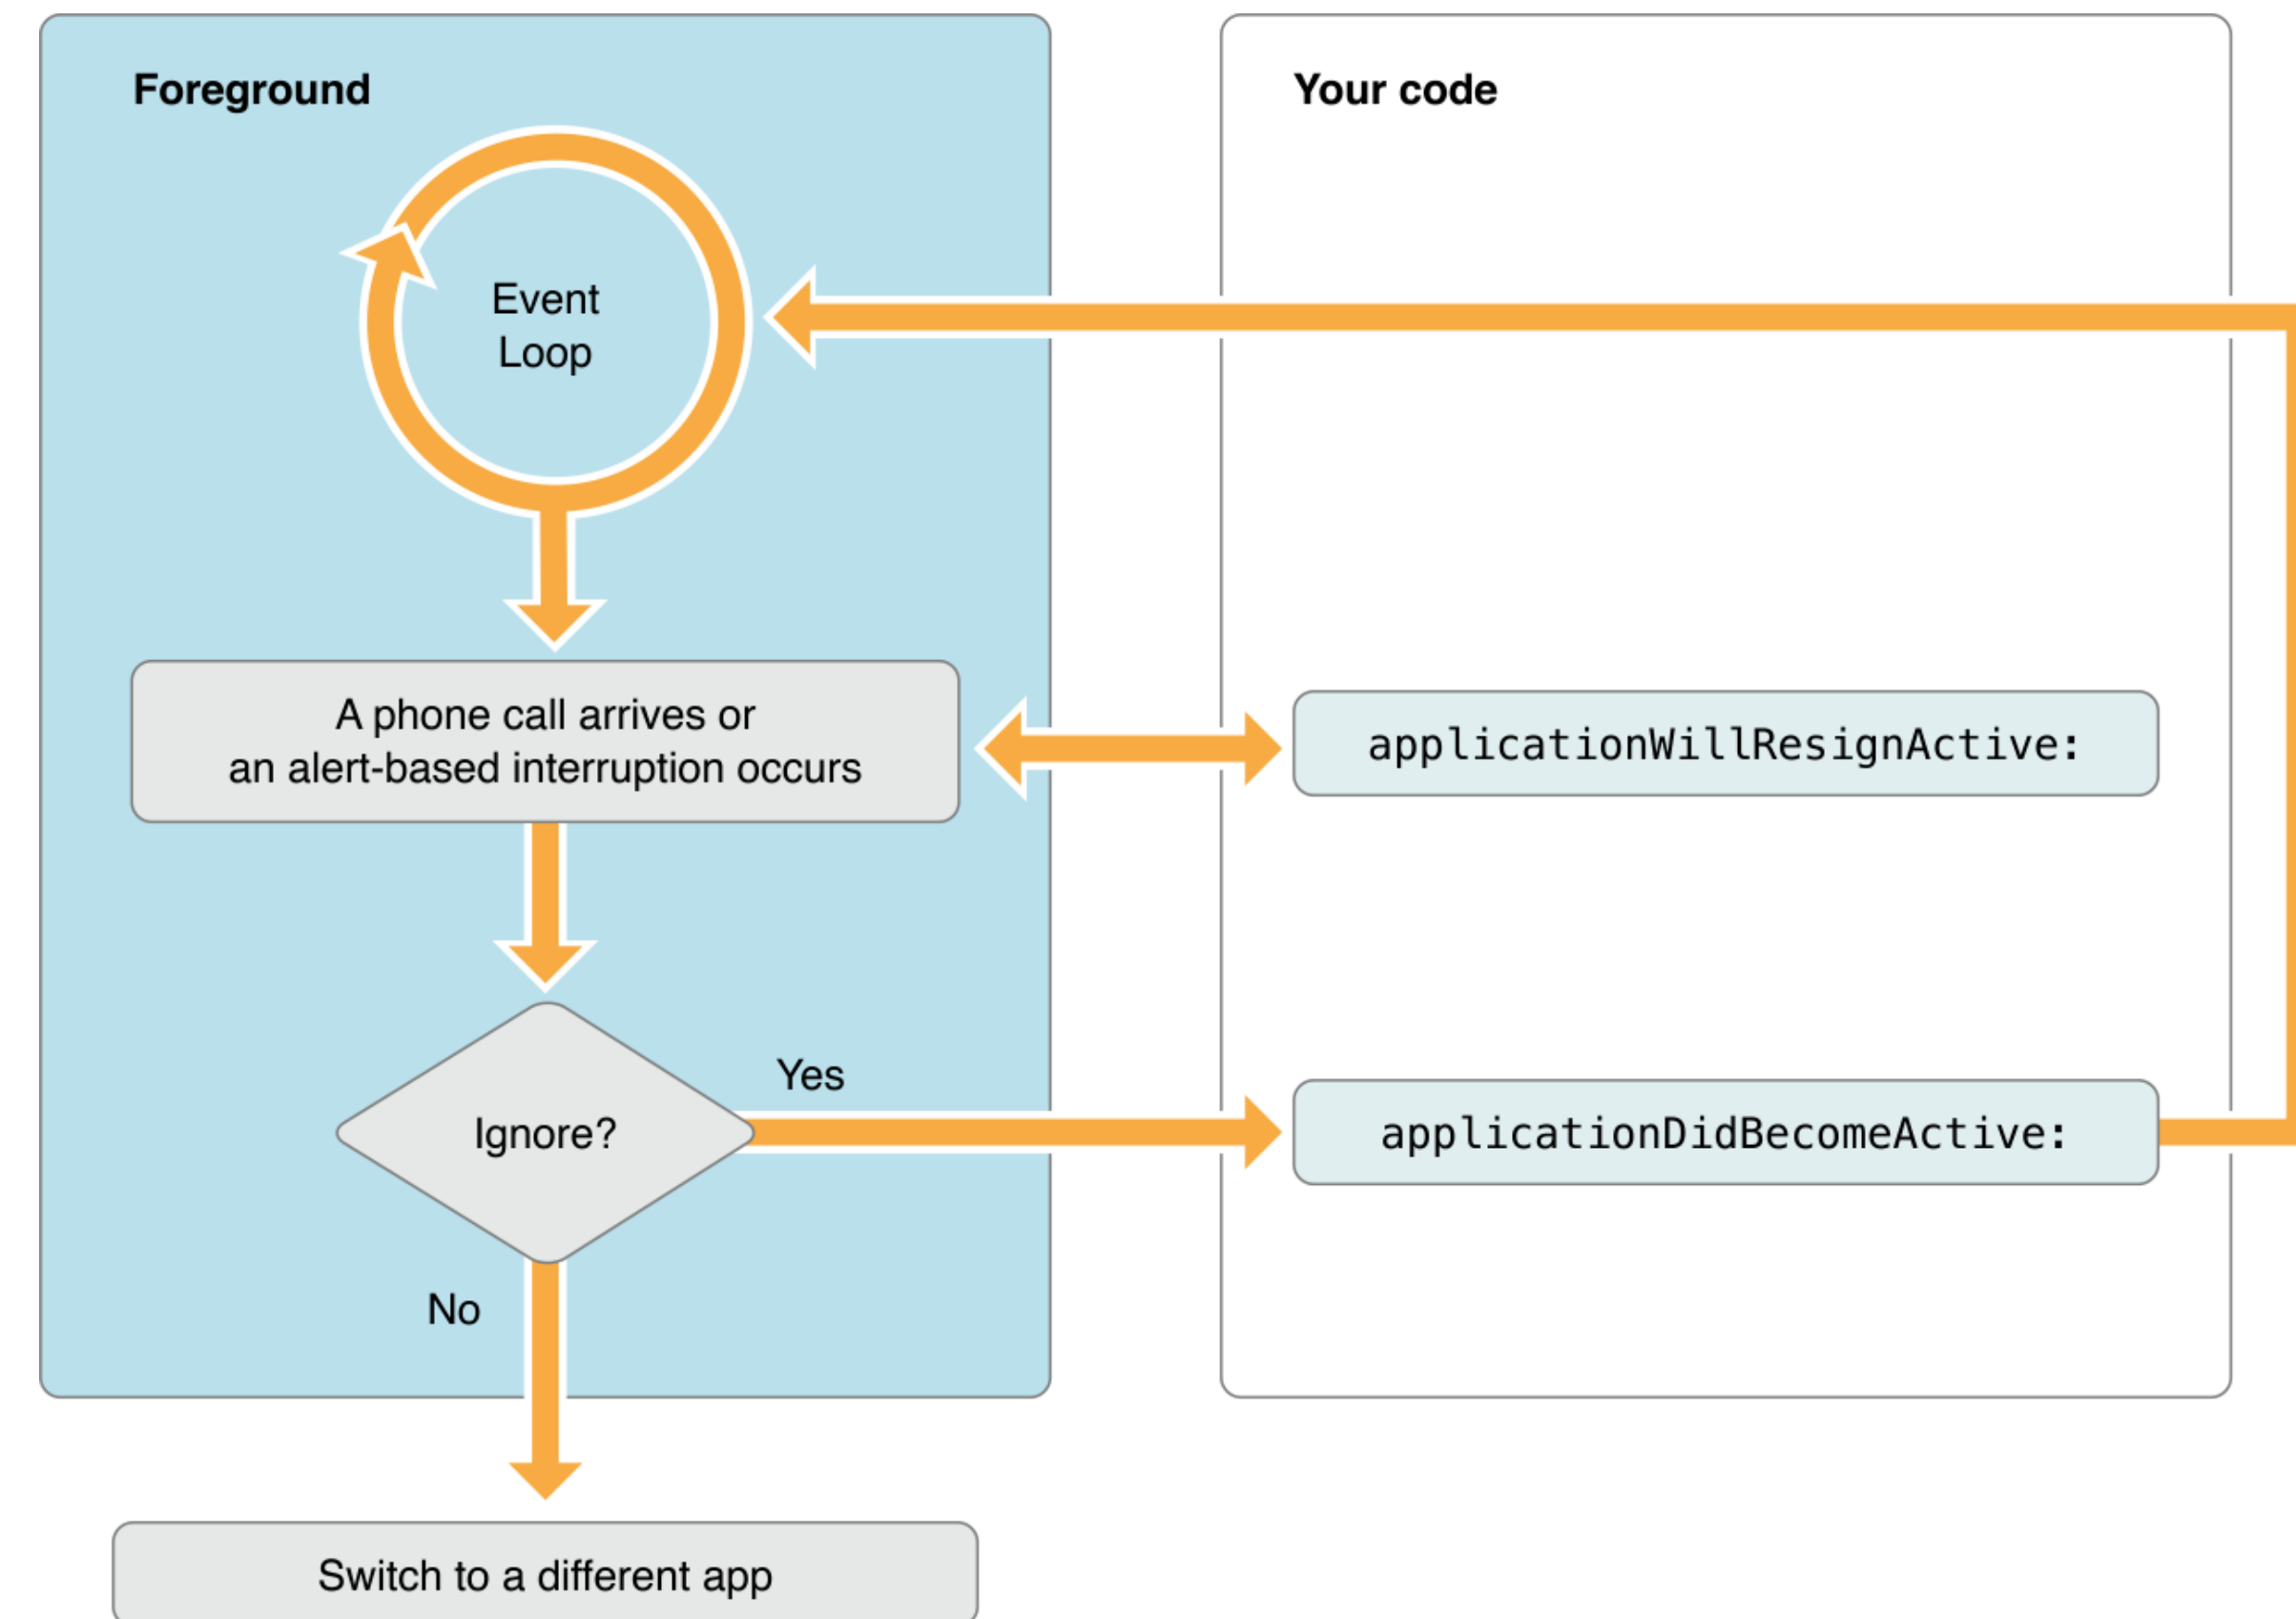 Foreground
Your code
Event
Loop
A phone call arrives or
an alert-based interruption occurs
applicationWillResignActive:
Yes
Ignore?
applicationDidBecomeActive:
No
Switch to a different app